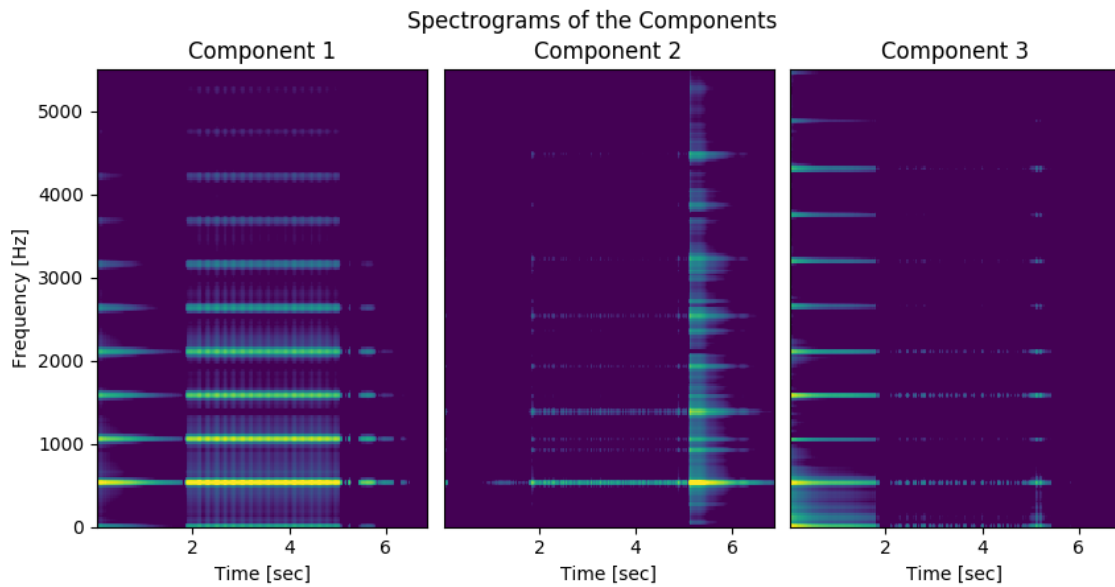 Spectrograms of the Components
Component 1
Component 2
Component 3
Frequency [Hz]
5000
4000
3000
2000
1000
0
2 4 6
2 4 6
2 4 6
Time [sec]
Time [sec]
Time [sec]